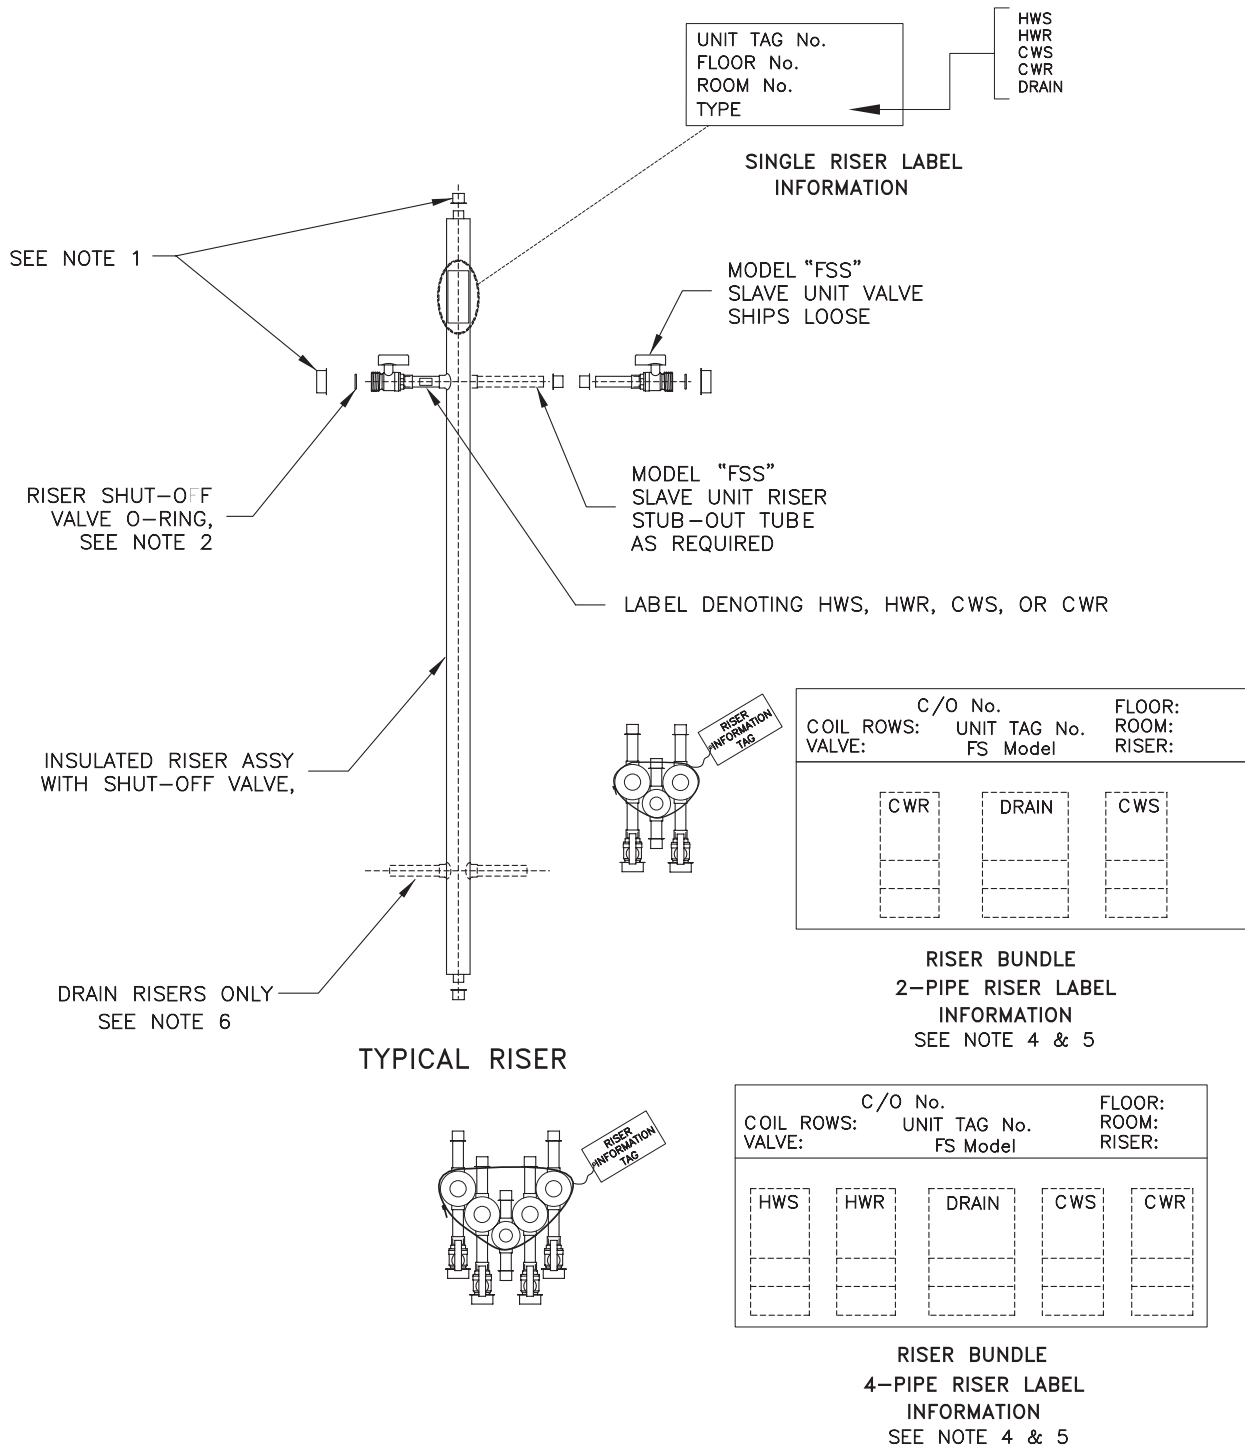 UNIT TAG No.
FLOOR No.
ROOM No.
TYPE
HWS
HWR
CWS
CWR
DRAIN
SINGLE RISER LABEL
INFORMATION
SEE NOTE 1
MODEL "FSS"
SLAVE UNIT VALVE
SHIPS LOOSE
RISER SHUT-OFF
VALVE O-RING,
SEE NOTE 2
MODEL "FSS"
SLAVE UNIT RISER
STUB-OUT TUBE
AS REQUIRED
LABEL DENOTING HWS, HWR, CWS, OR CWR
INSULATED RISER ASSY
WITH SHUT-OFF VALVE,
DRAIN RISERS ONLY
SEE NOTE 6
TYPICAL RISER
RISER
INFORMATION
TAG
C/O No.
FLOOR:
COIL ROWS: UNIT TAG No. ROOM:
VALVE: FS Model RISER:
CWR DRAIN CWS
RISER BUNDLE
2-PIPE RISER LABEL
INFORMATION
SEE NOTE 4 & 5
RISER
INFORMATION
TAG
C/O No.
FLOOR:
COIL ROWS: UNIT TAG No. ROOM:
VALVE: FS Model RISER:
HWS HWR DRAIN CWS CWR
RISER BUNDLE
4-PIPE RISER LABEL
INFORMATION
SEE NOTE 4 & 5